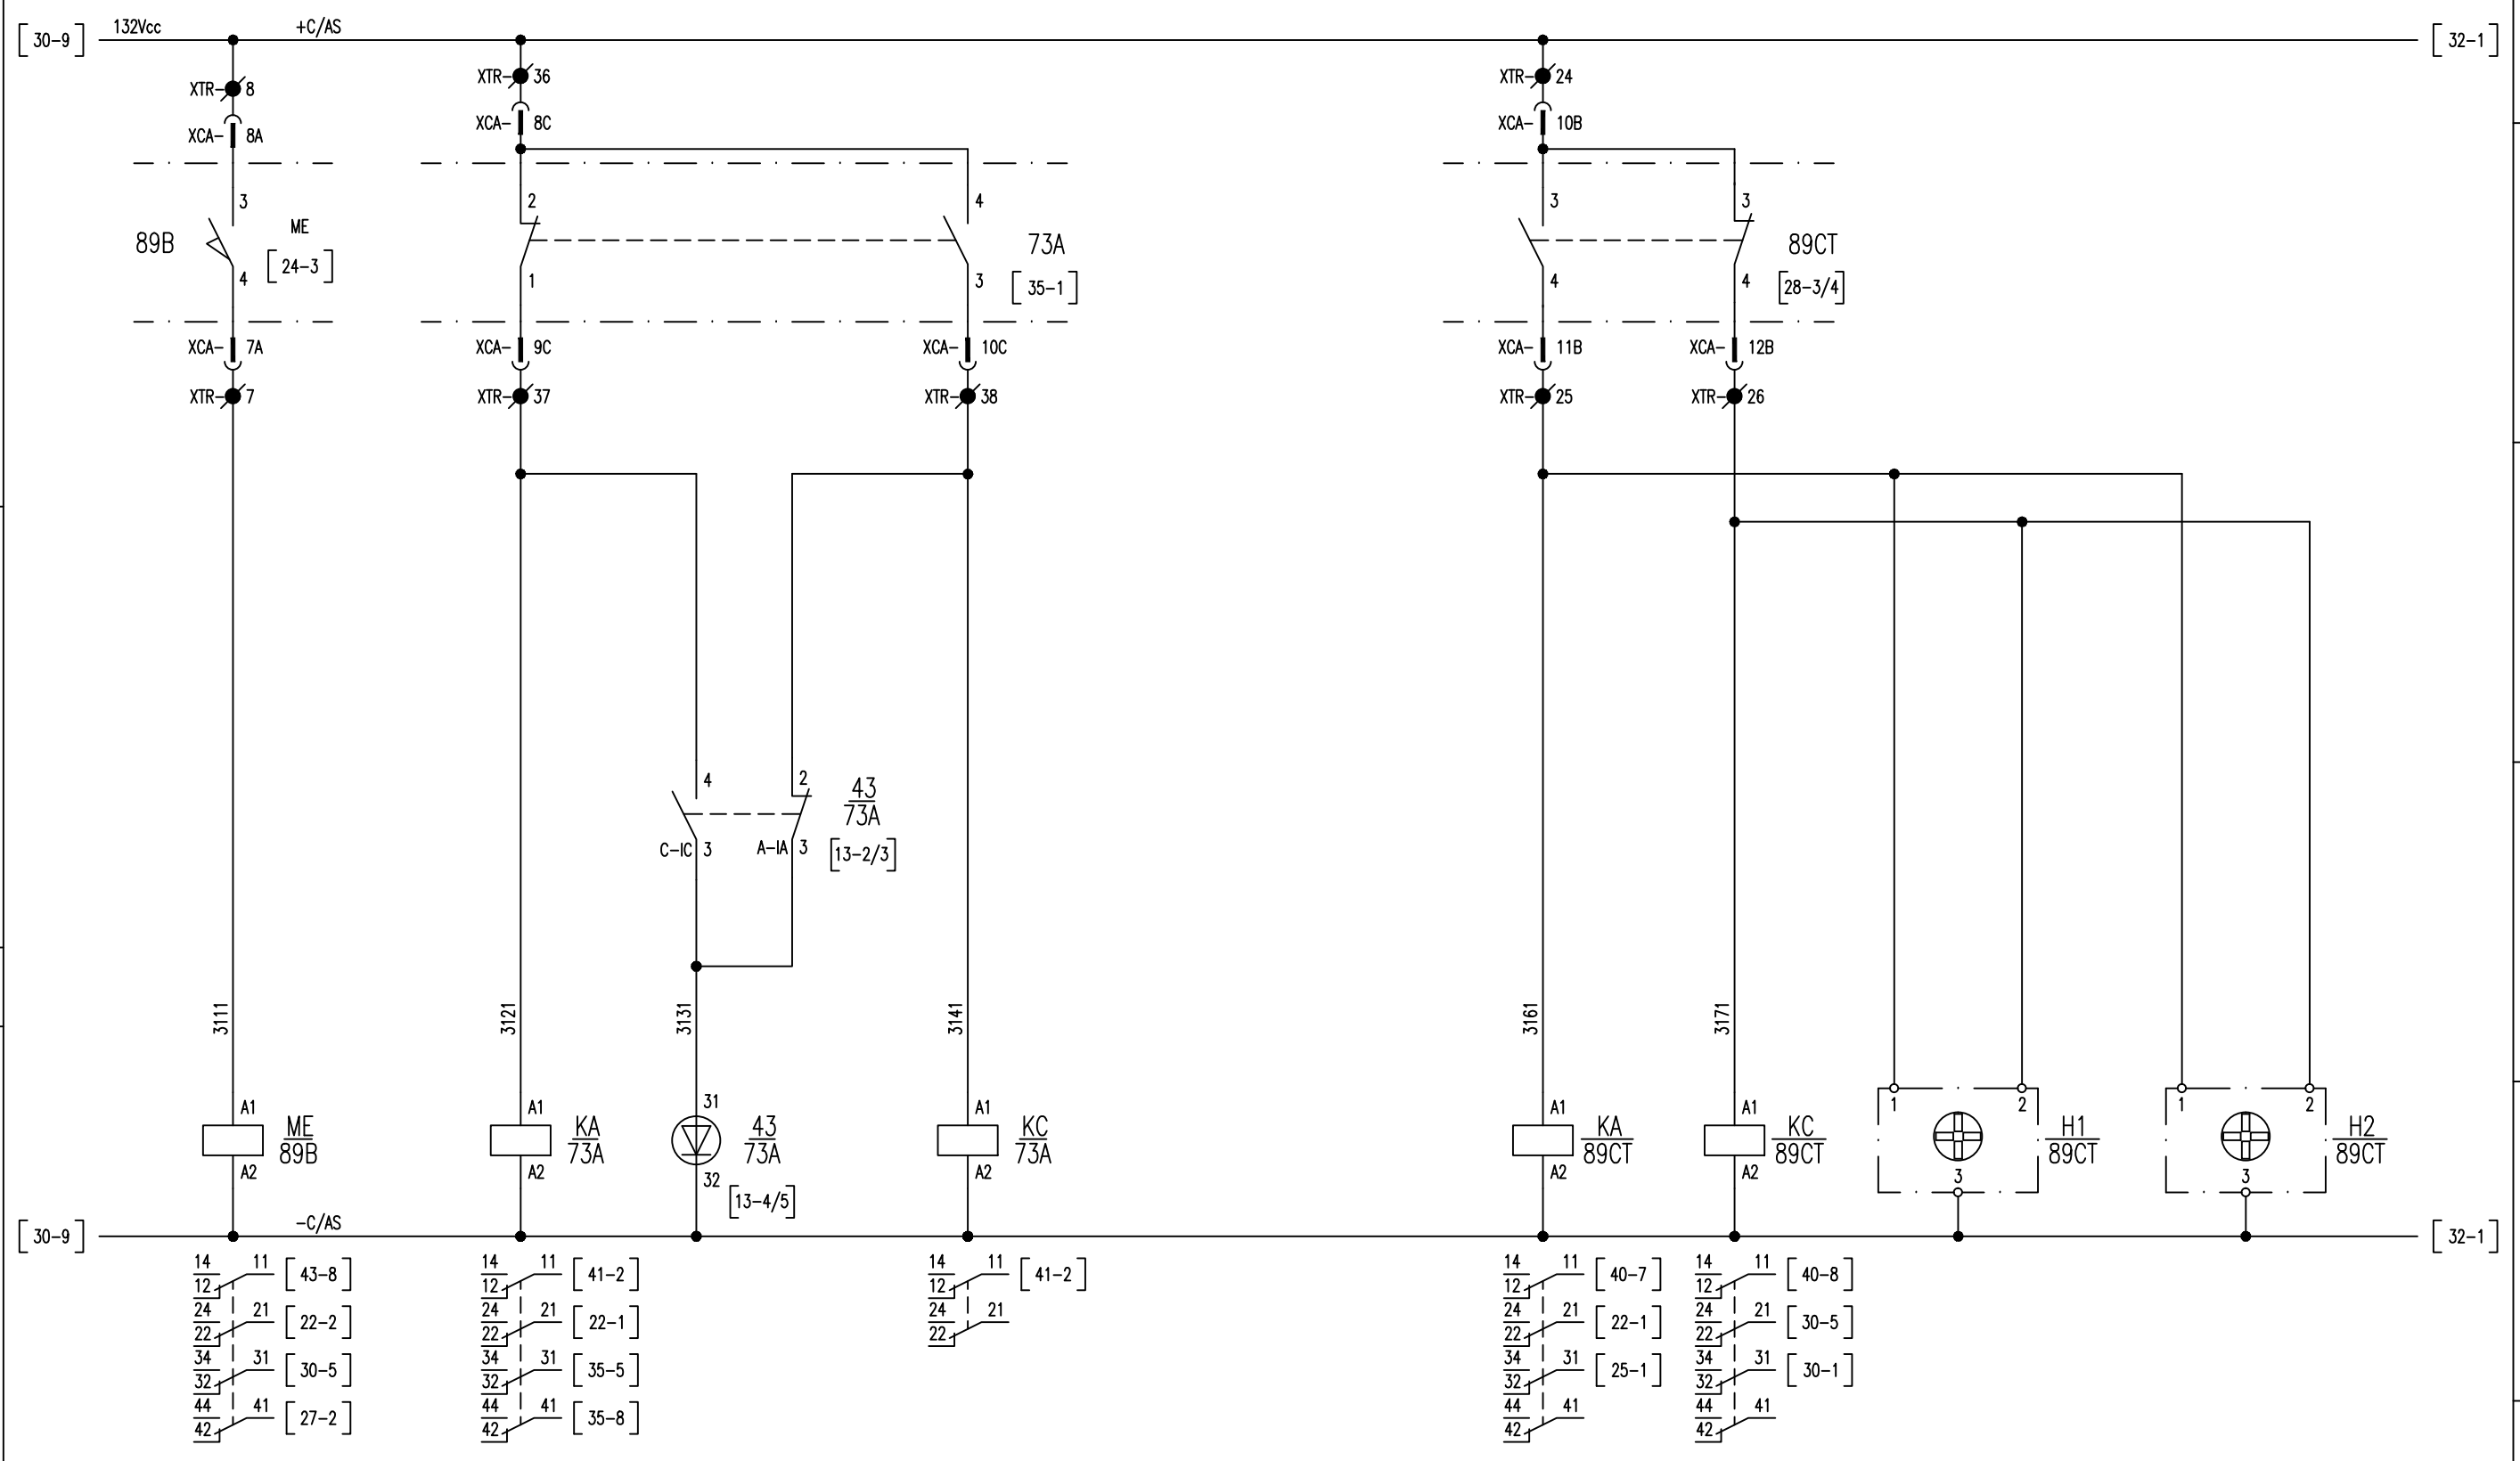 132Vcc +C/AS
30-9 32-1
XTR- 8 XTR- 36 XTR- 24
XCA- 8A XCA- 8C XCA- 10B
3 2 4 3 3
89B ME 73A 89CT
24-3 35-1 28-3/4
4 1 3 4 4
XCA- 7A XCA- 9C XCA- 10C XCA- 11B XCA- 12B
XTR- 7 XTR- 37 XTR- 38 XTR- 25 XTR- 26
4 2 43
73A
C-IC 3 A-IA 3 13-2/3
3111 3121 3131 3141 3161 3171
A1 A1 31 A1 A1 A1 1 2 1 2
ME KA 43 KC KA KC H1 H2
89B 73A 73A 73A 89CT 89CT 89CT 89CT
A2 A2 32 A2 A2 A2 3 3
13-4/5
-C/AS
30-9 32-1
14 11 43-8 14 11 41-2 14 11 41-2 14 11 40-7 14 11 40-8
12 12 12 12 12
24 21 22-2 24 21 22-1 24 21 24 21 22-1 24 21 30-5
22 22 22 22 22
34 31 30-5 34 31 35-5 34 31 25-1 34 31 30-1
32 32 32 32
44 41 27-2 44 41 35-8 44 41 44 41
42 42 42 42